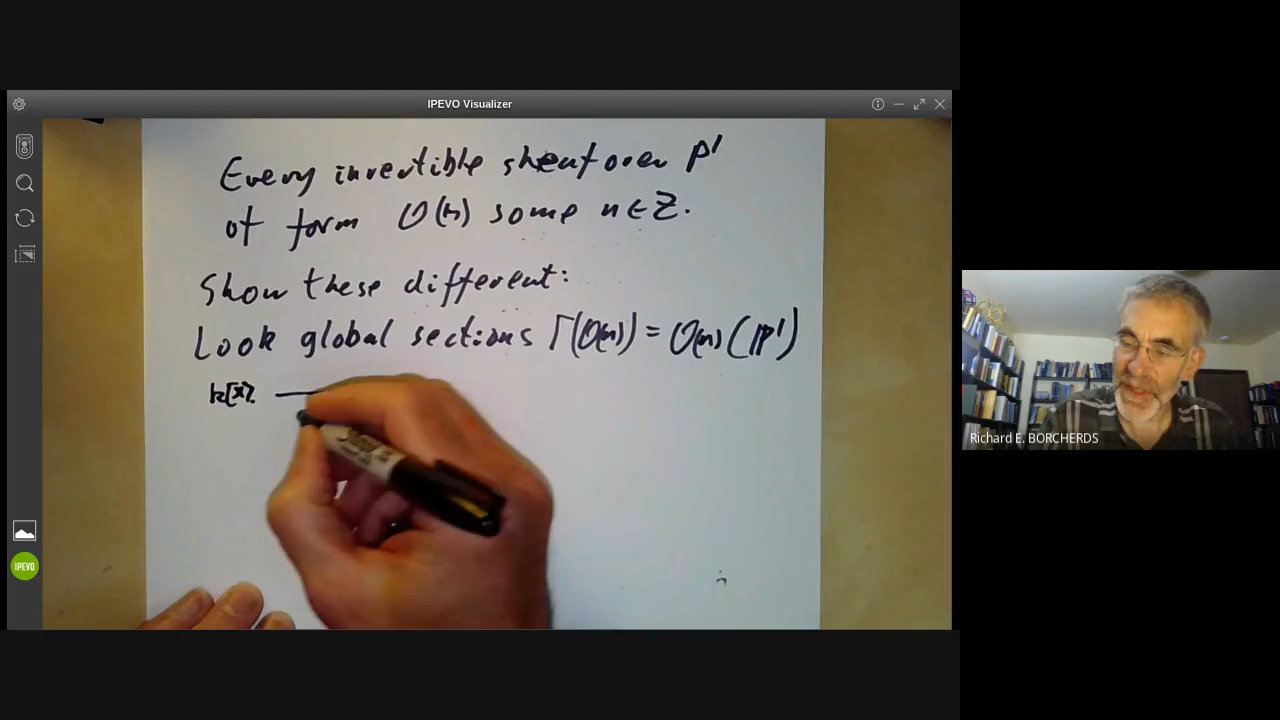 IPEVO Visualizer
Every invertible sheaf over P¹
of form O(n) some n ∈ Z.
Show these different:
Look global sections Γ(O(n)) = O(n)(P¹)
k[x]
IPEVO
Richard E. BORCHERDS